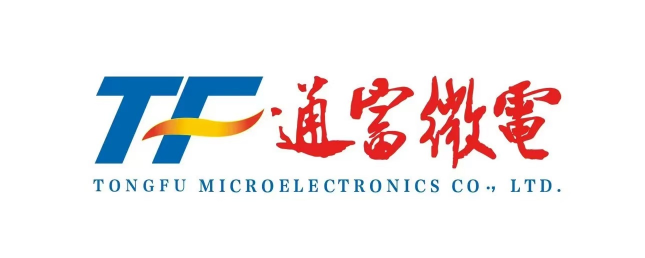 TF 通富微電
TONGFU MICROELECTRONICS CO., LTD.